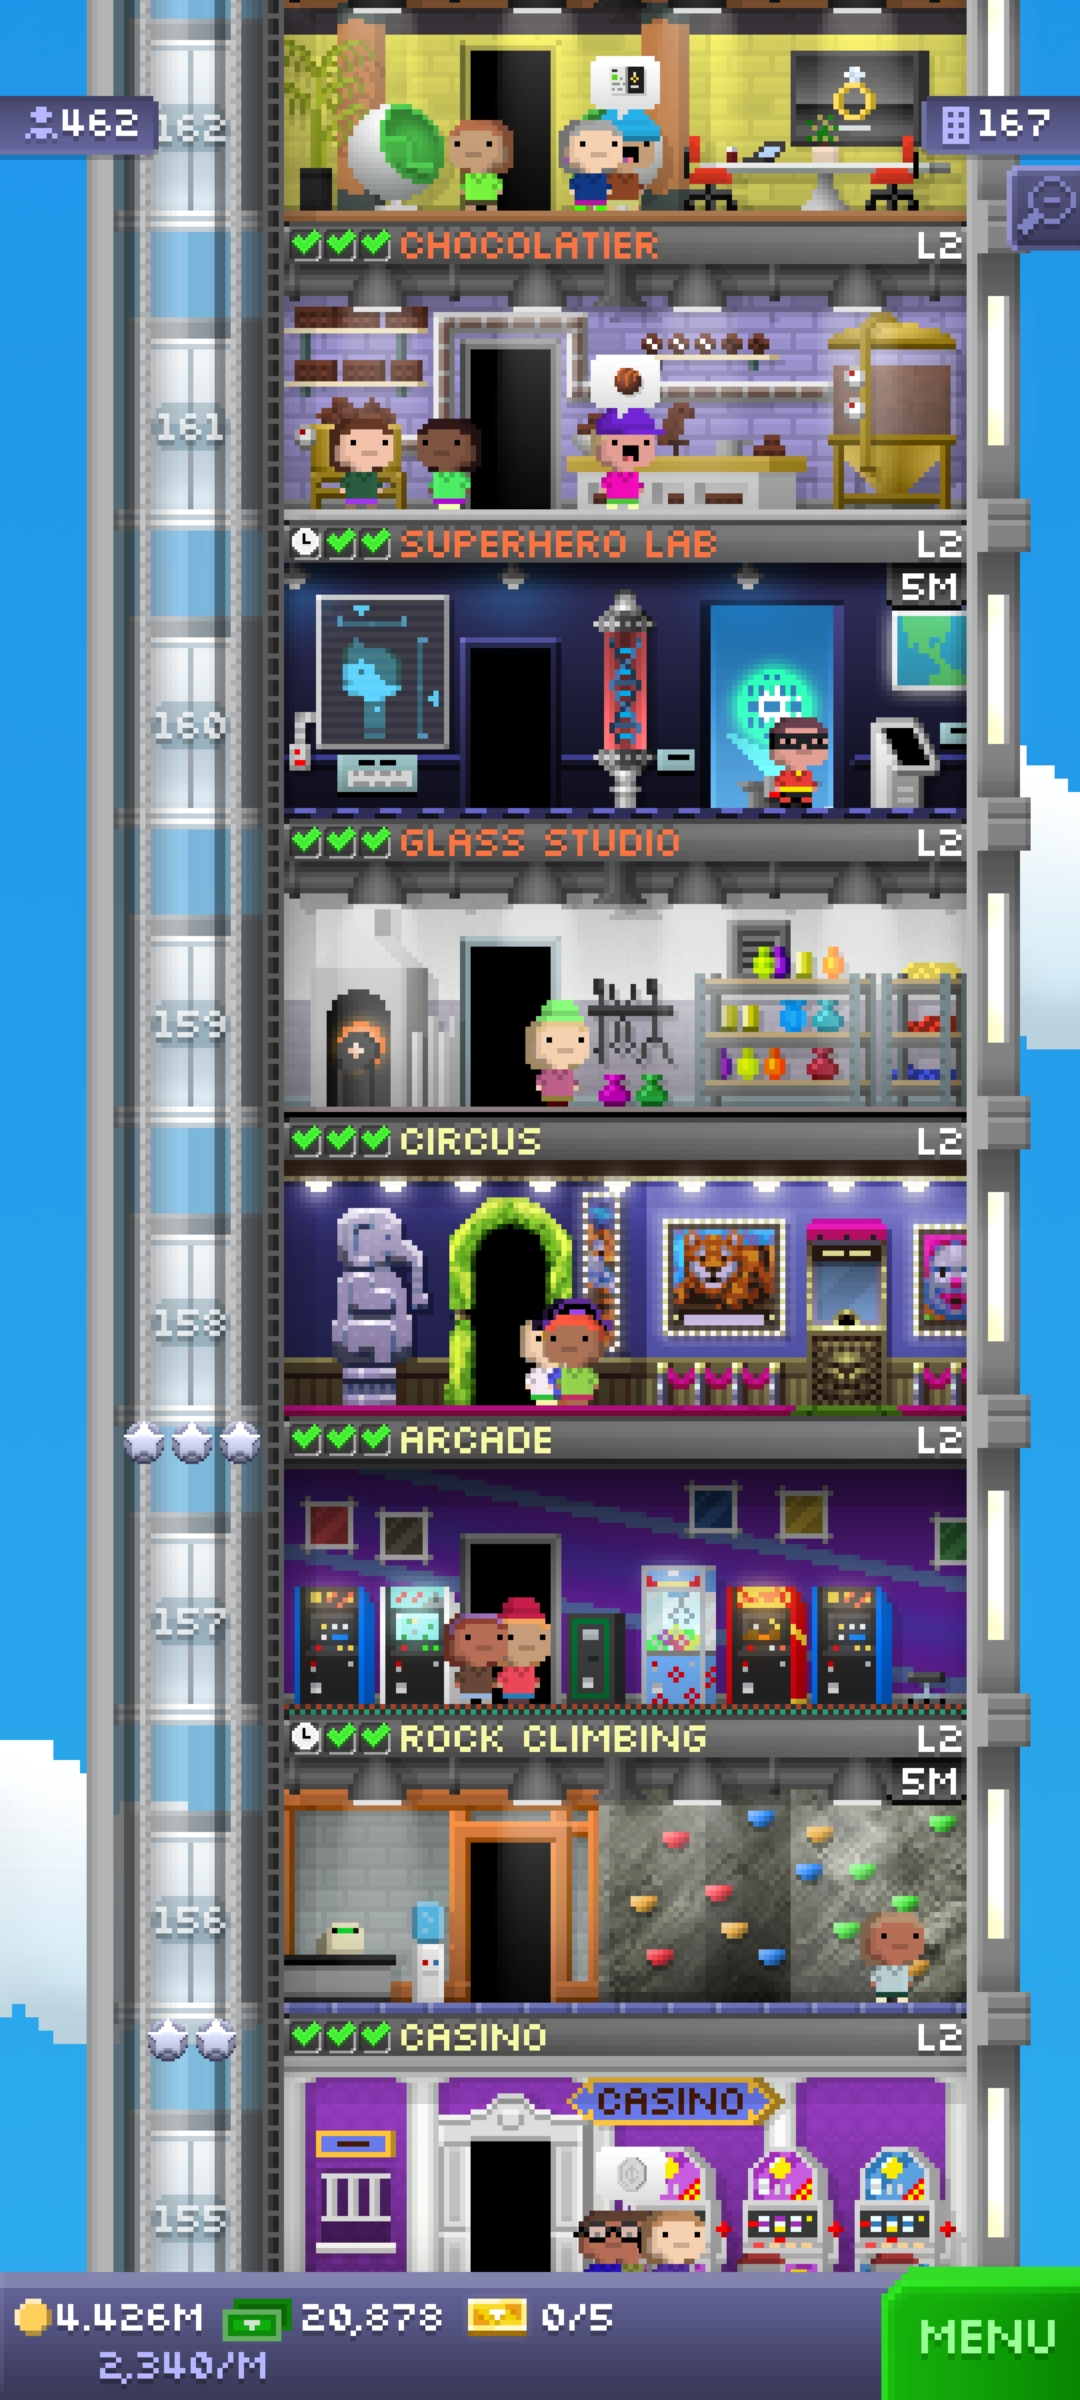 462
162
167
CHOCOLATIER L2
161
SUPERHERO LAB L2
5M
160
GLASS STUDIO L2
159
CIRCUS L2
158
ARCADE L2
157
ROCK CLIMBING L2
5M
156
CASINO L2
CASINO
155
4.426M 20,878 0/5
2,340/M
MENU